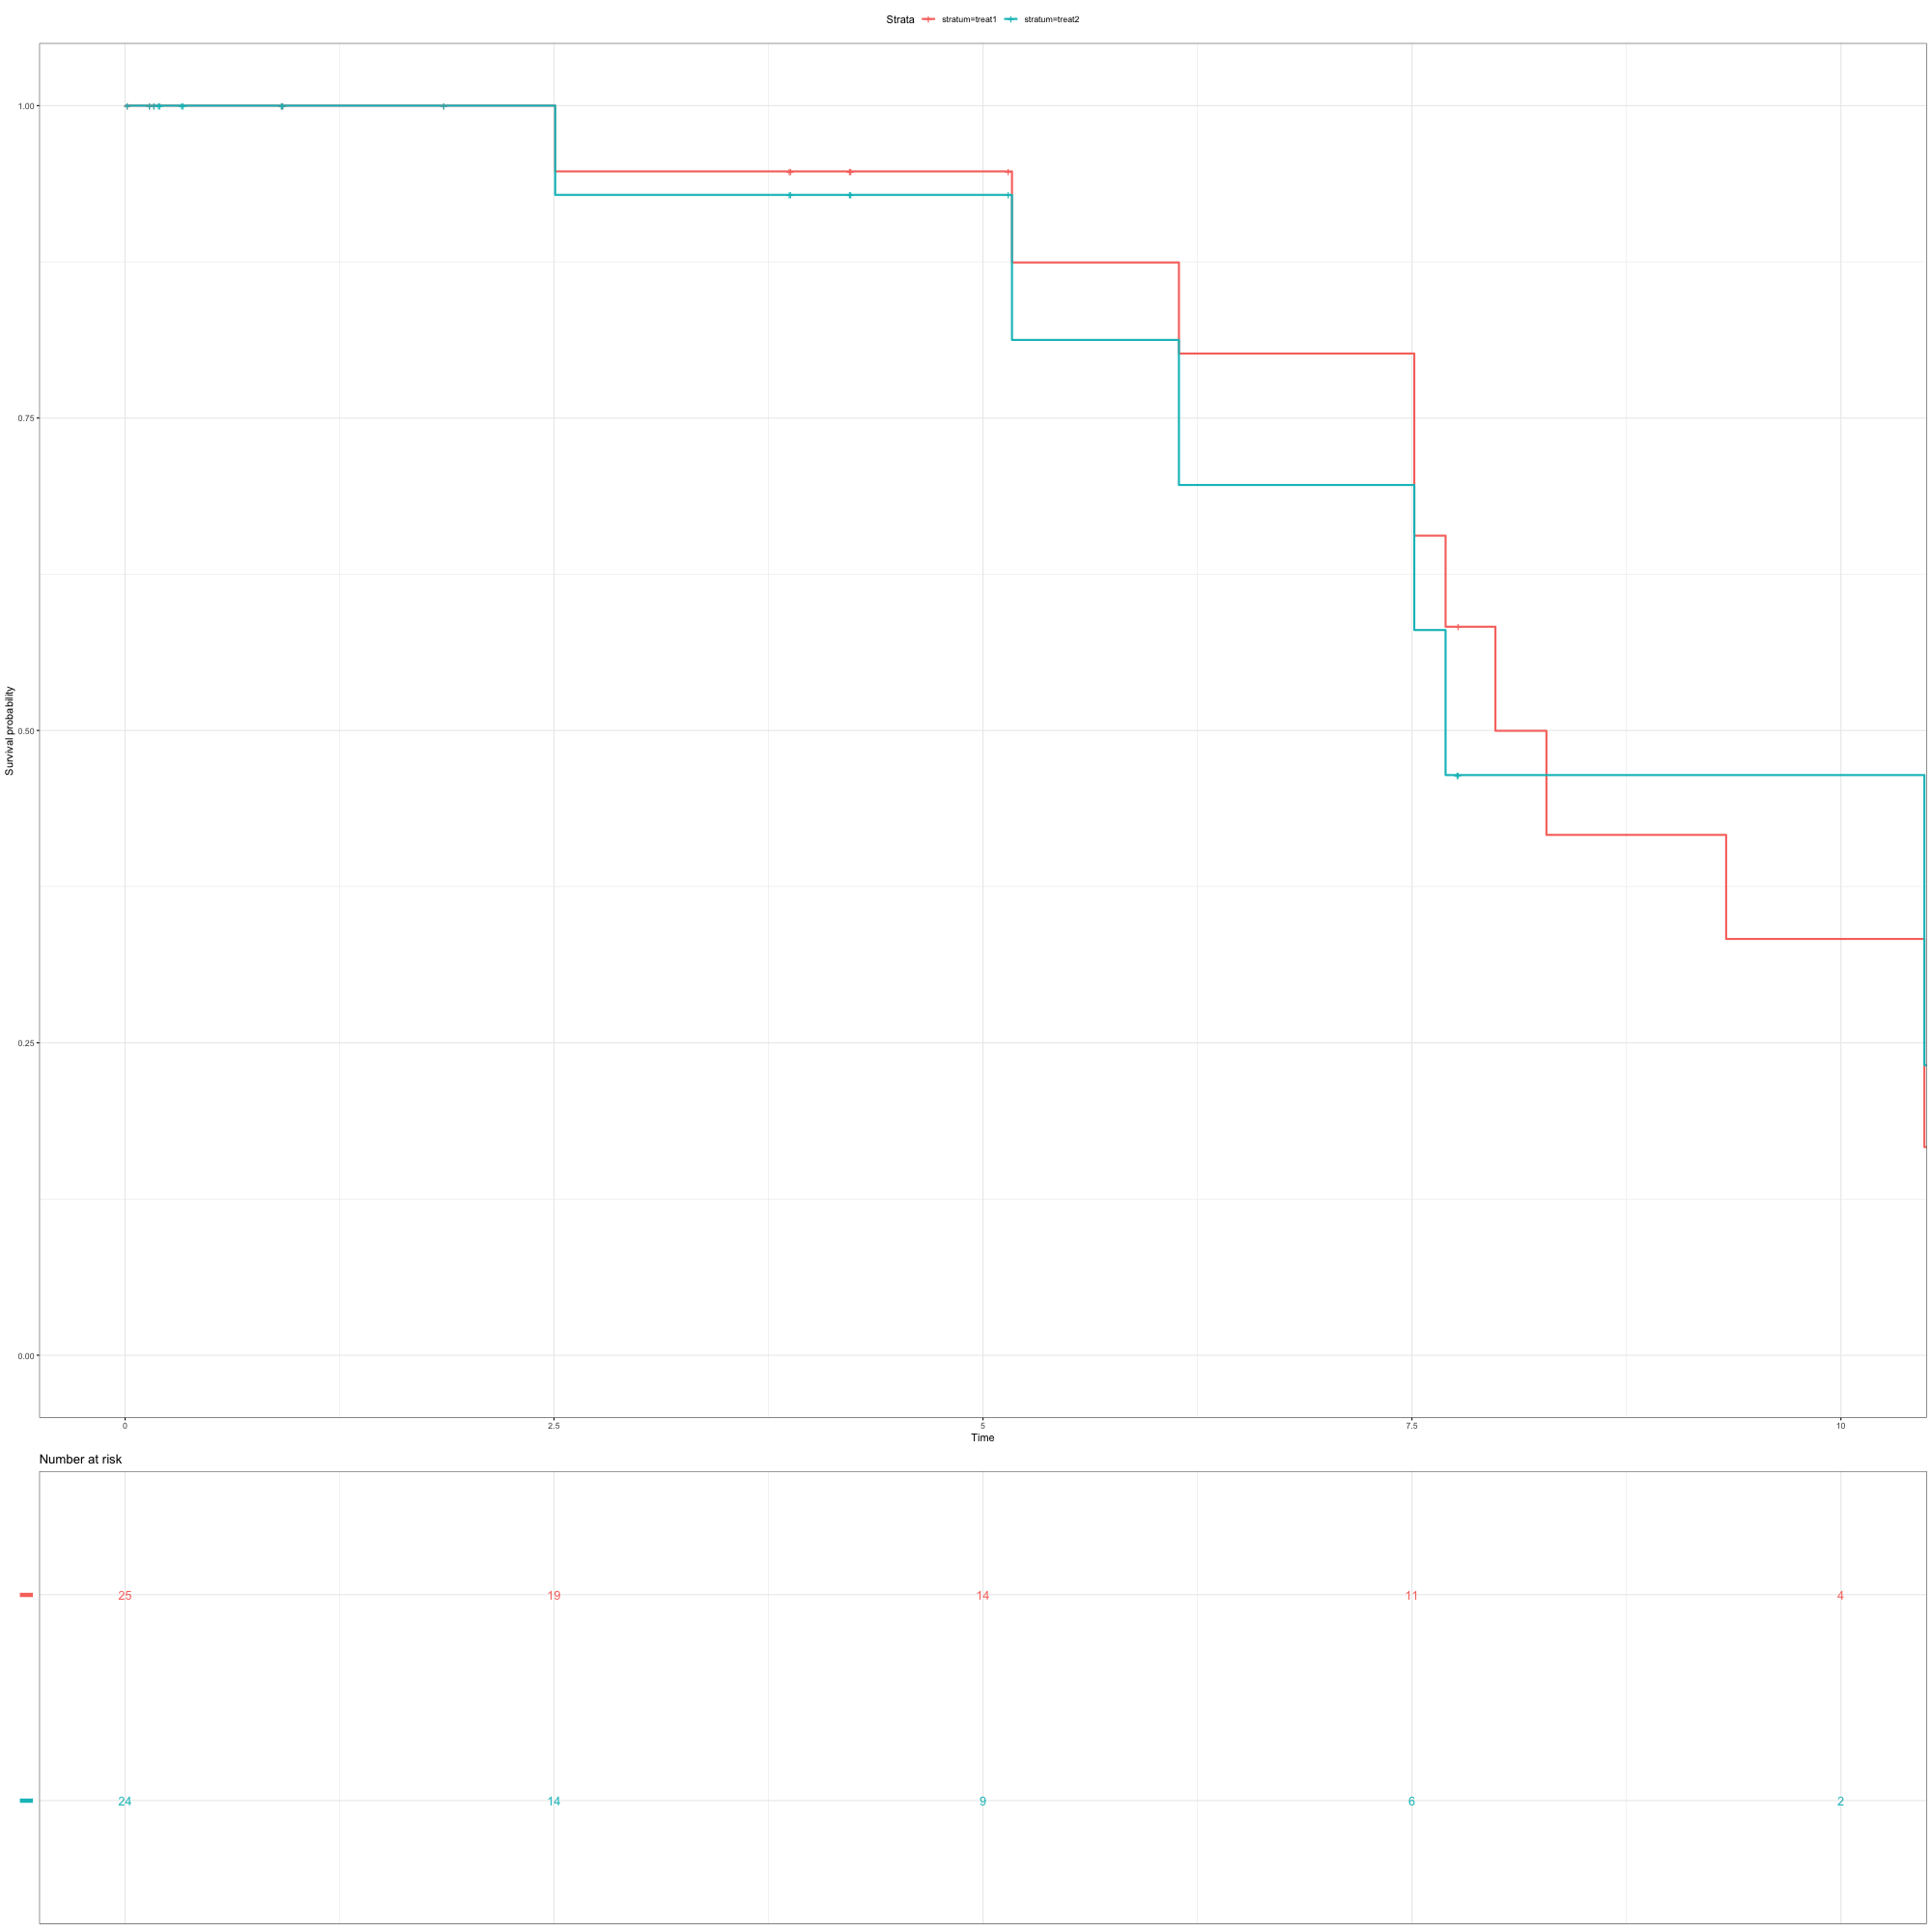 Strata stratum=treat1 stratum=treat2
1.00
0.75
0.50
0.25
0.00
Survival probability
0 2.5 5 7.5 10
Time
Number at risk
25 19 14 11 4
24 14 9 6 2